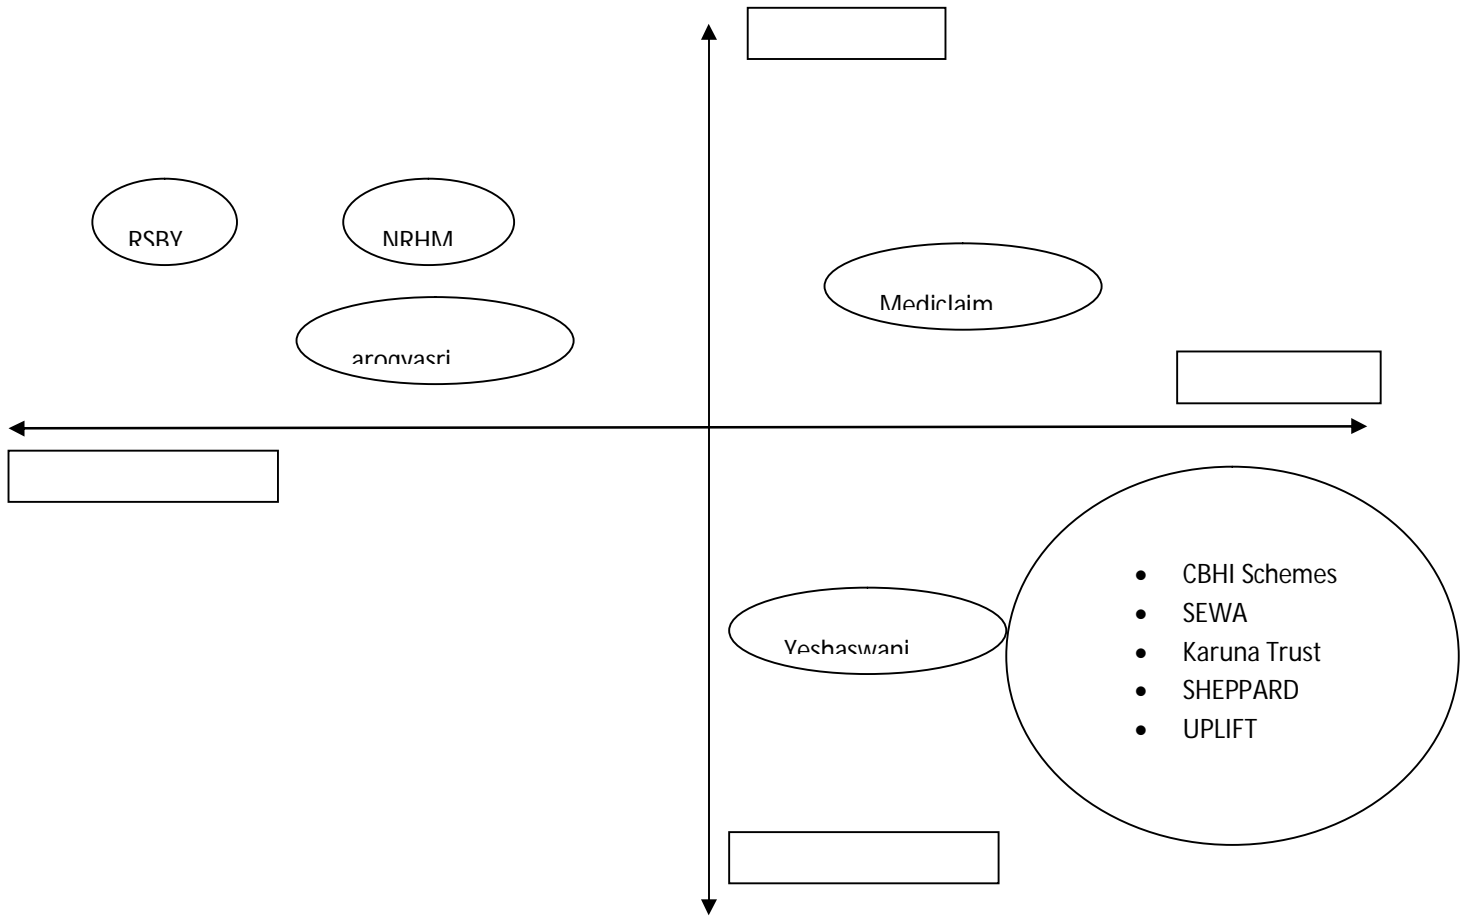 RSBY
NRHM
Mediclaim
arogyasri
Yeshaswani
• CBHI Schemes
• SEWA
• Karuna Trust
• SHEPPARD
• UPLIFT